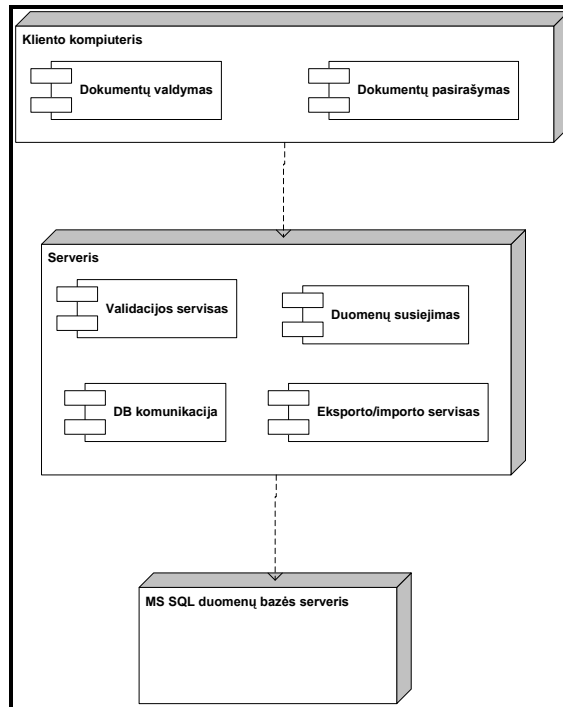 Kliento kompiuteris
Dokumentų valdymas
Dokumentų pasirašymas
Serveris
Validacijos servisas
Duomenų susiejimas
DB komunikacija
Eksporto/importo servisas
MS SQL duomenų bazės serveris